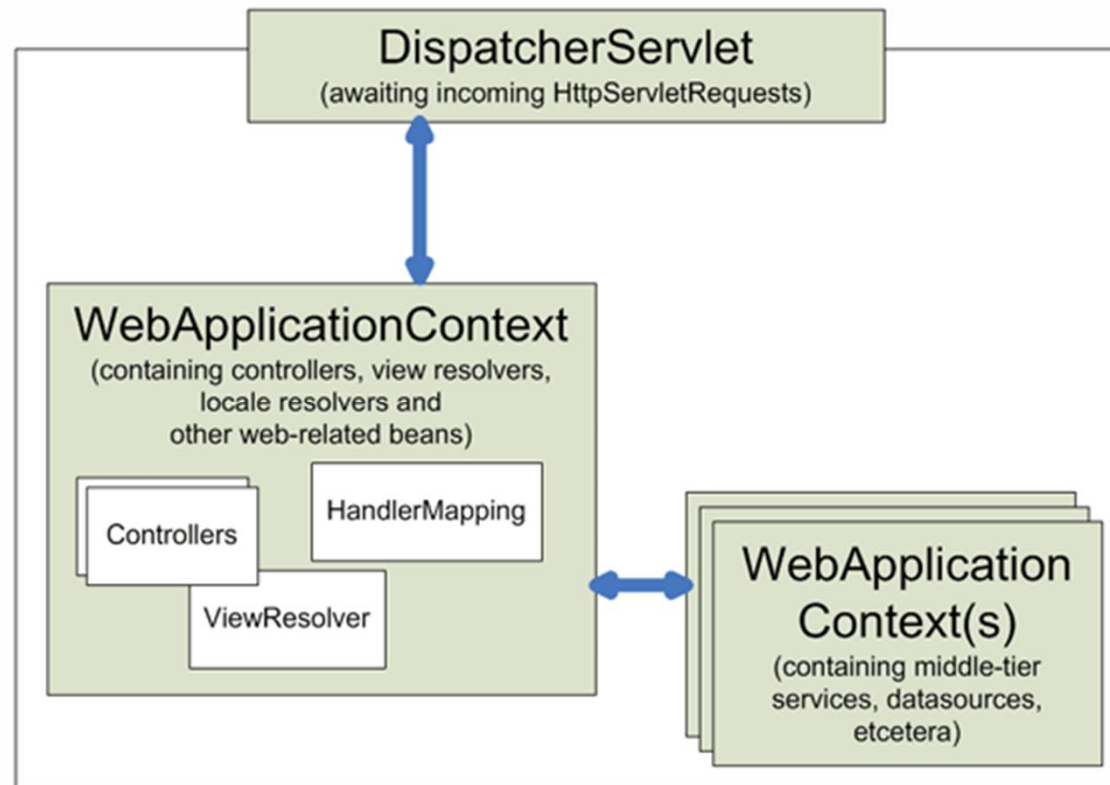 DispatcherServlet
(awaiting incoming HttpServletRequests)
WebApplicationContext
(containing controllers, view resolvers,
locale resolvers and
other web-related beans)
HandlerMapping
Controllers
ViewResolver
WebApplication
Context(s)
(containing middle-tier
services, datasources,
etcetera)